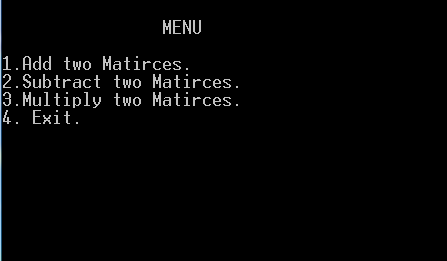 MENU
1.Add two Matirces.
2.Subtract two Matirces.
3.Multiply two Matirces.
4. Exit.